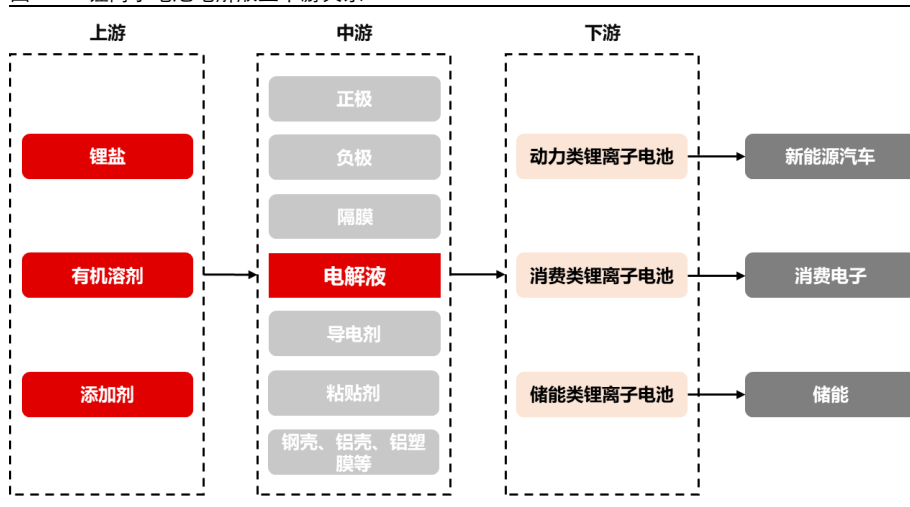 上游
中游
下游
正极
锂盐
负极
动力类锂离子电池
新能源汽车
隔膜
有机溶剂
电解液
消费类锂离子电池
消费电子
导电剂
添加剂
粘贴剂
储能类锂离子电池
储能
钢壳、铝壳、铝塑
膜等